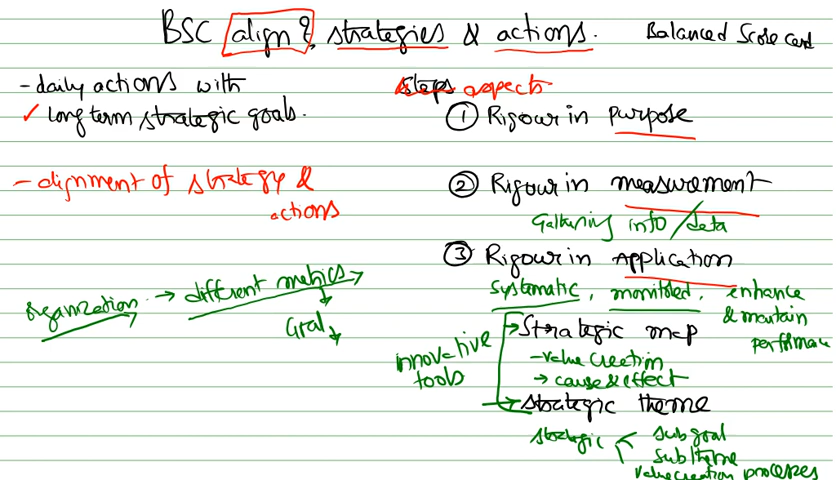 BSC align?, strategies & actions.
Balanced Score card
- daily actions with
✓ long term strategic goals.
- alignment of strategy &
actions
organization → different metrics →
Goal
aspects
① Rigour in purpose
② Rigour in measurement
Gathering info / data
③ Rigour in Application
systematic, monitored, enhance
& maintain
performance
innovative
tools
→ Strategic map
- value creation
→ cause & effect
→ strategic theme
strategic
sub goal
sub theme
value creation processes